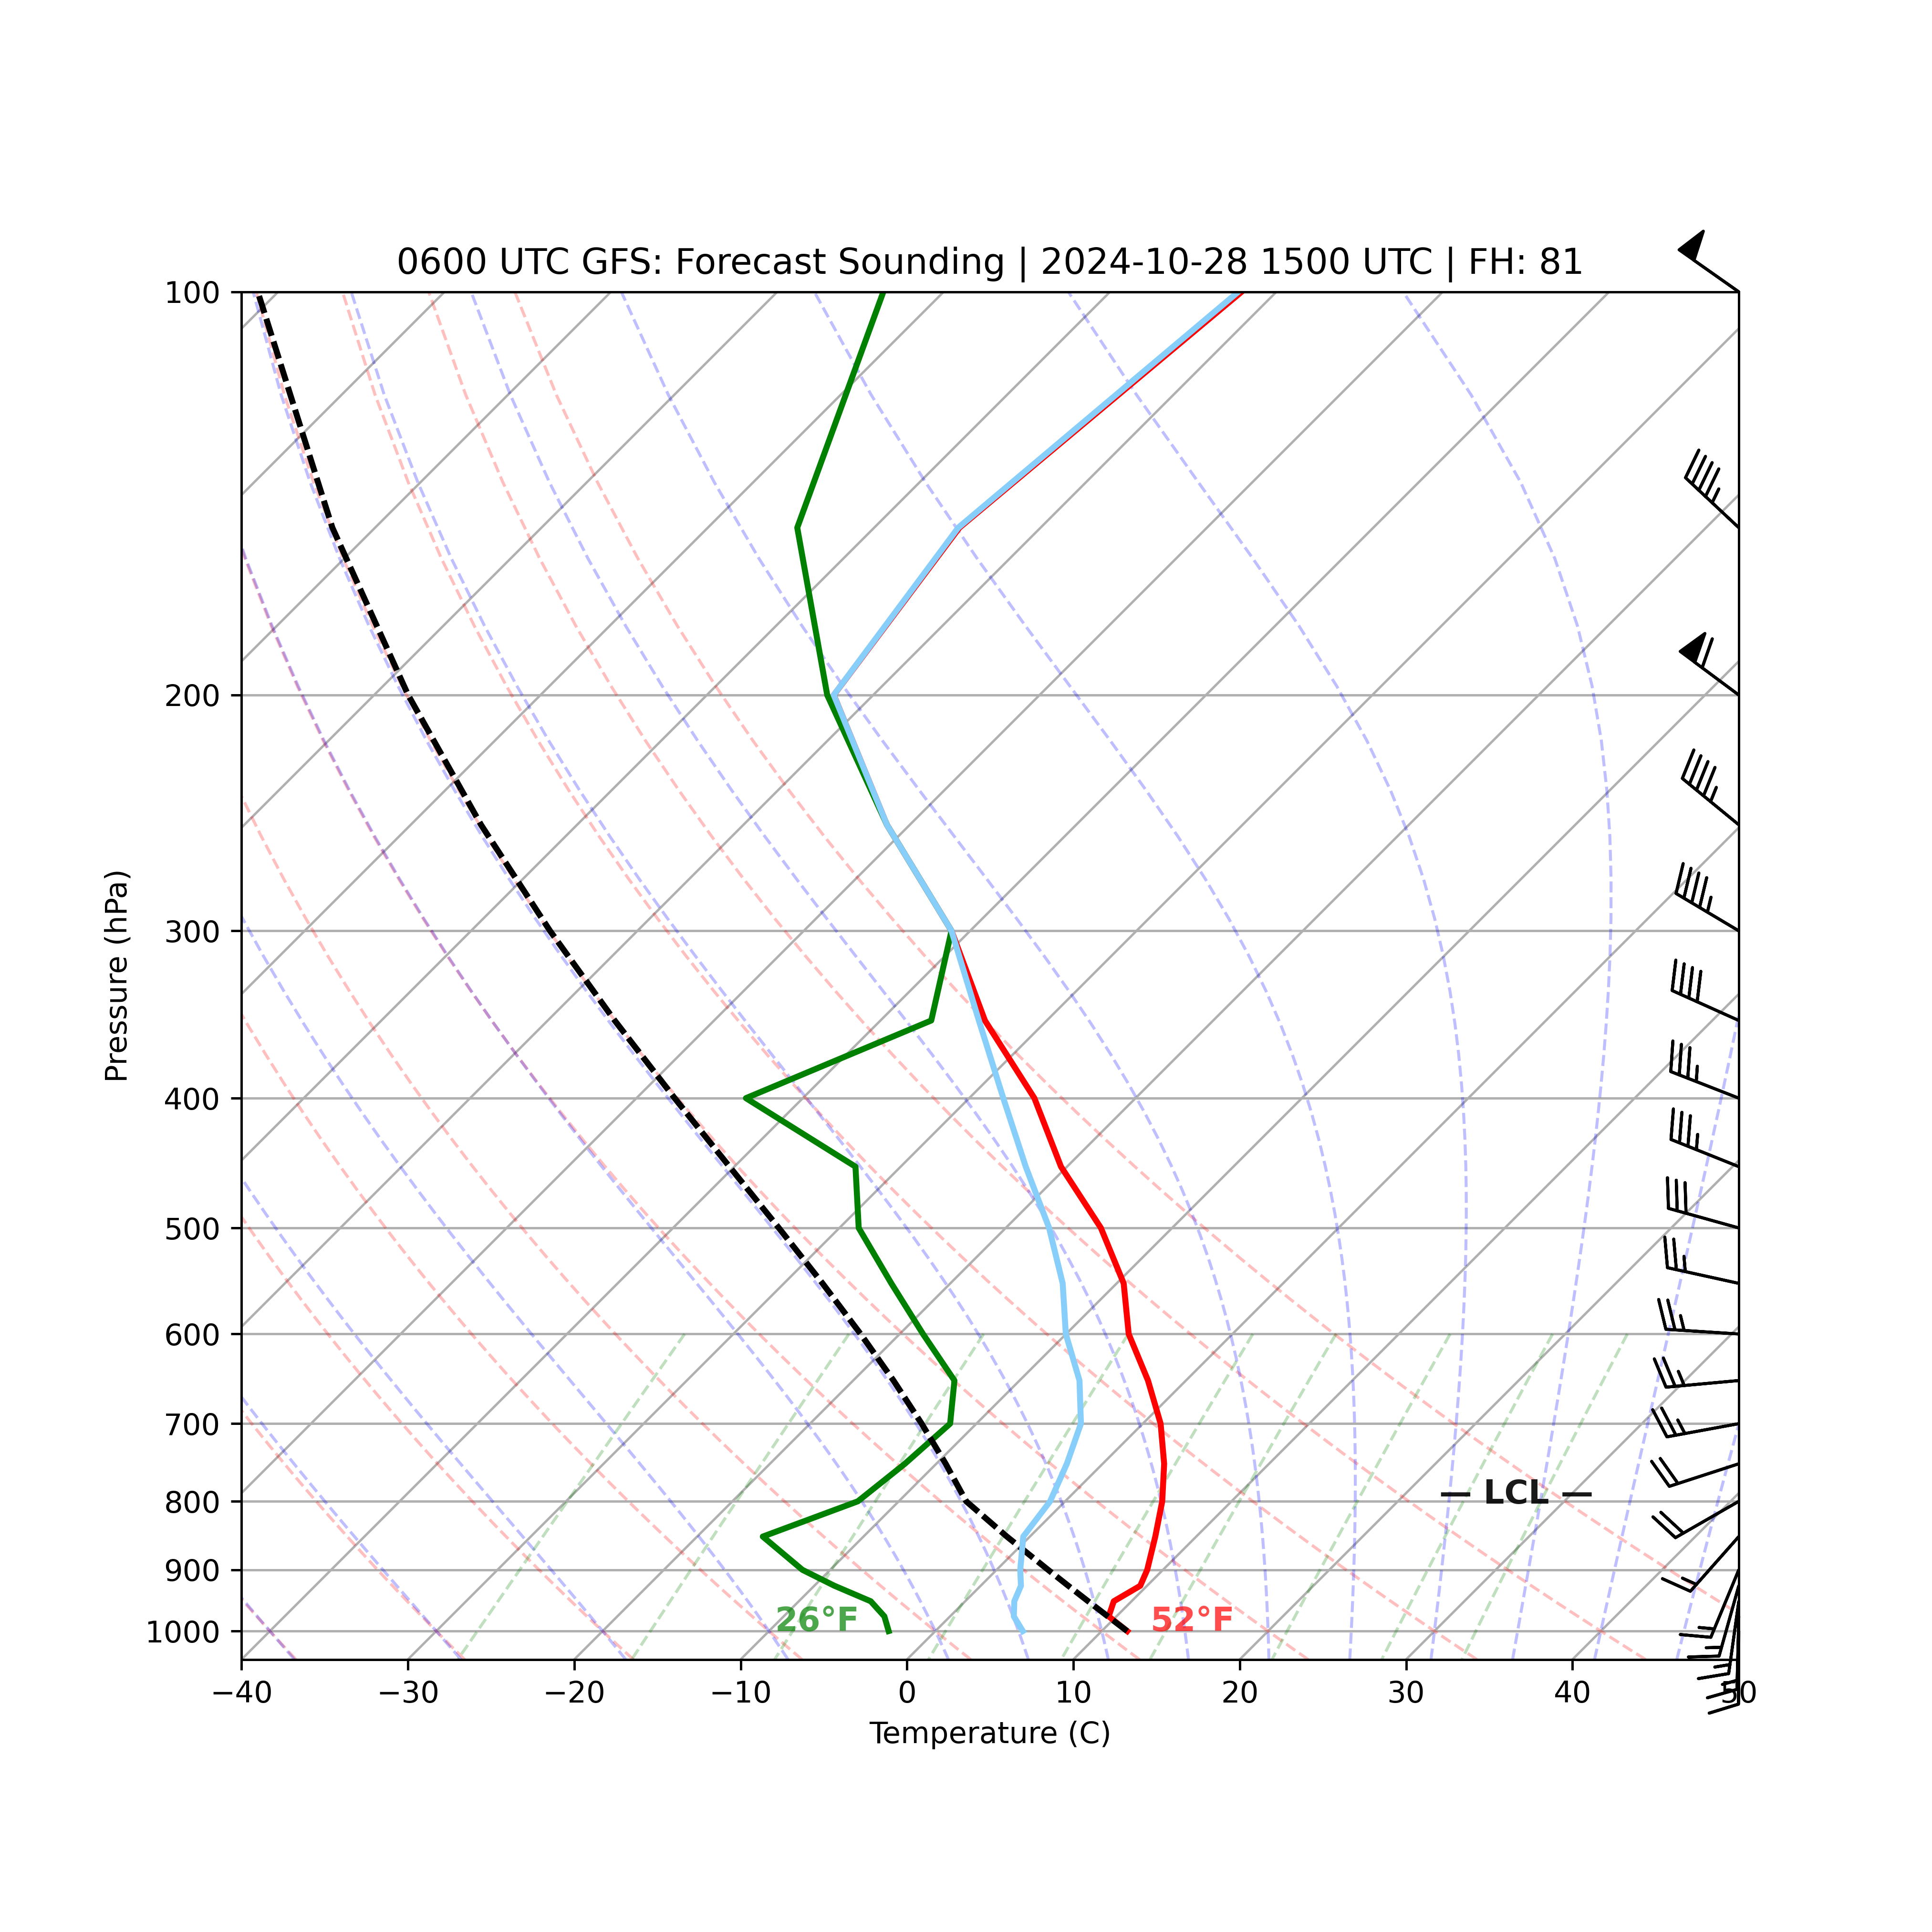 0600 UTC GFS: Forecast Sounding | 2024-10-28 1500 UTC | FH: 81
100
200
300
400
500
600
700
800
900
1000
Pressure (hPa)
— LCL —
26°F
52°F
−40 −30 −20 −10 0 10 20 30 40 50
Temperature (C)